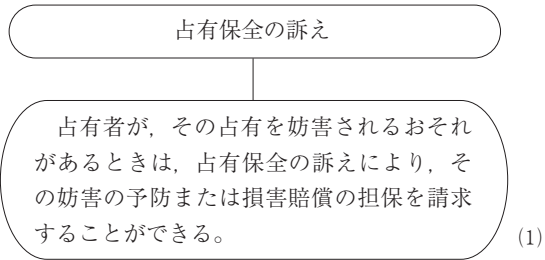 占有保全の訴え
占有者が，その占有を妨害されるおそれ
があるときは，占有保全の訴えにより，そ
の妨害の予防または損害賠償の担保を請求
することができる。
(1)